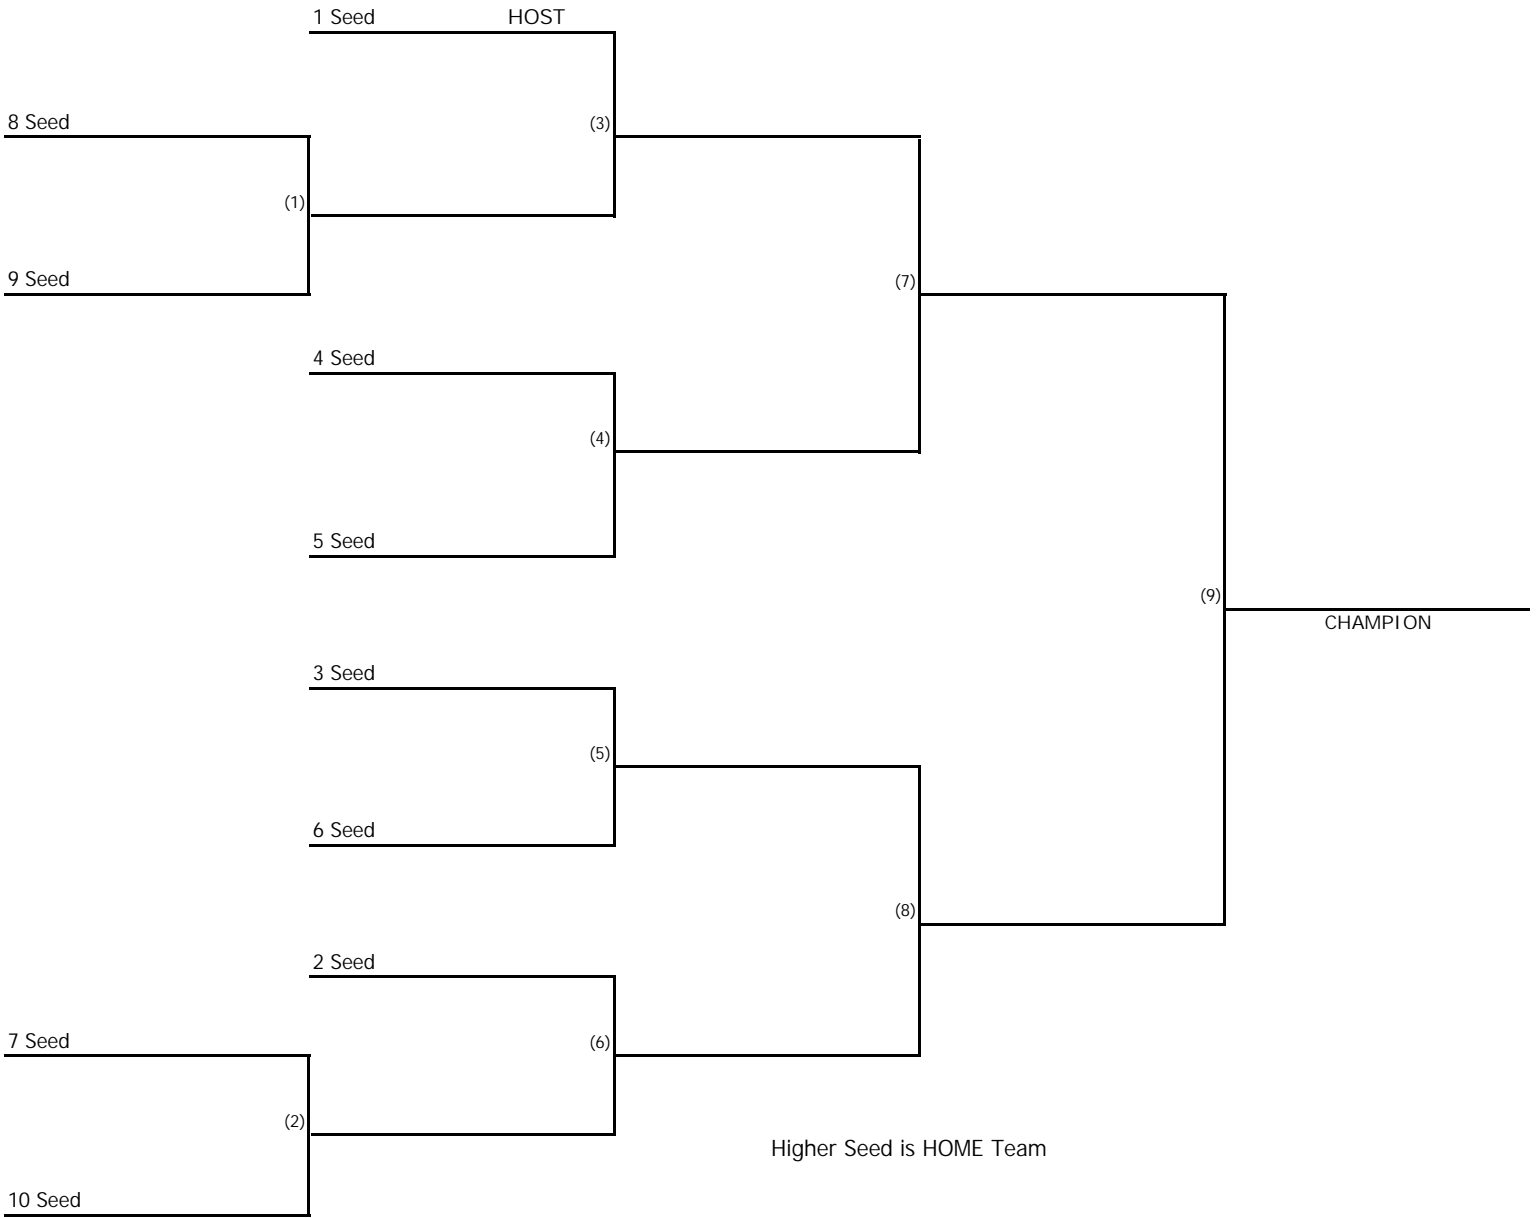 1 Seed HOST
8 Seed
(3)
(1)
9 Seed
(7)
4 Seed
(4)
5 Seed
(9)
CHAMPION
3 Seed
(5)
6 Seed
(8)
2 Seed
7 Seed
(6)
(2)
Higher Seed is HOME Team
10 Seed